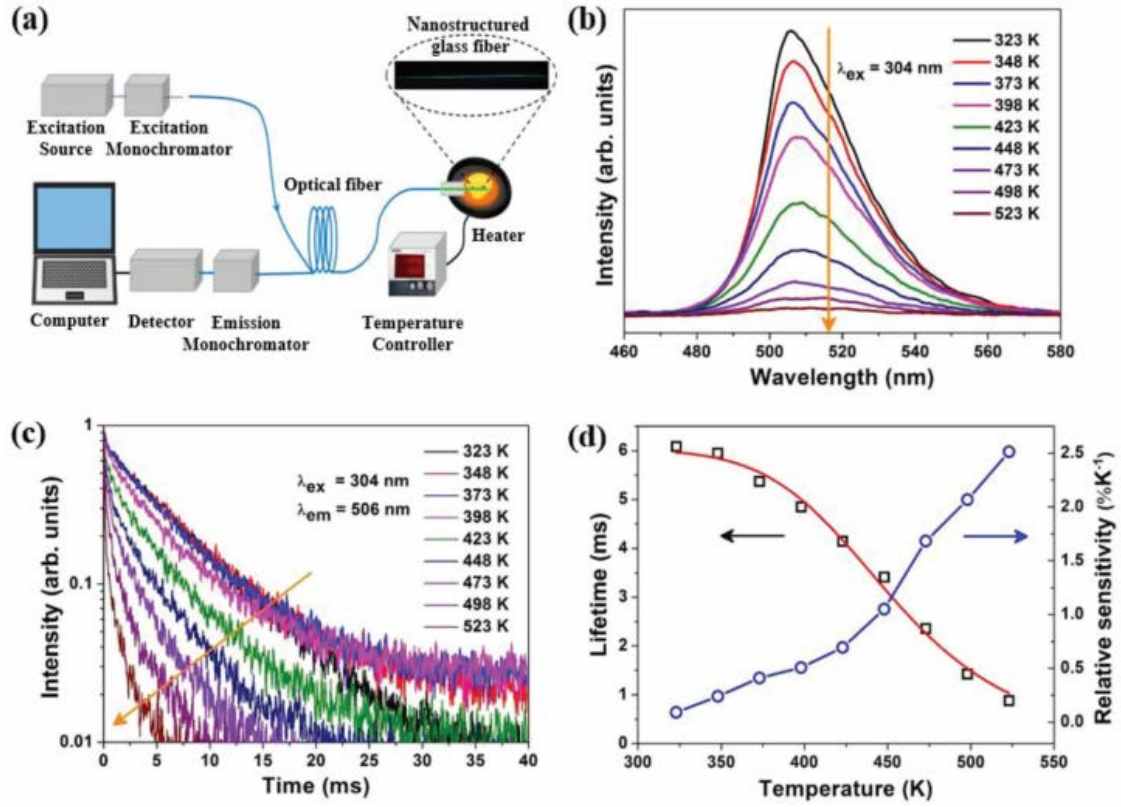 (a)
Nanostructured
glass fiber
Excitation
Source
Excitation
Monochromator
Optical fiber
Heater
Computer
Detector
Emission
Monochromator
Temperature
Controller
(b)
Intensity (arb. units)
λex = 304 nm
323 K
348 K
373 K
398 K
423 K
448 K
473 K
498 K
523 K
460 480 500 520 540 560 580
Wavelength (nm)
(c)
Intensity (arb. units)
1
0.1
0.01
λex = 304 nm
λem = 506 nm
323 K
348 K
373 K
398 K
423 K
448 K
473 K
498 K
523 K
0 5 10 15 20 25 30 35 40
Time (ms)
(d)
Lifetime (ms)
6
5
4
3
2
1
0
2.5
2.0
1.5
1.0
0.5
0.0
Relative sensitivity (%K⁻¹)
300 350 400 450 500 550
Temperature (K)